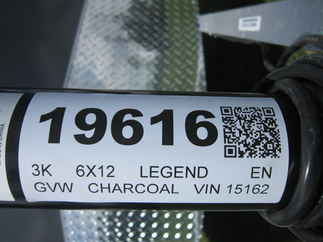 19616
3K 6X12 LEGEND EN
GVW CHARCOAL VIN 15162